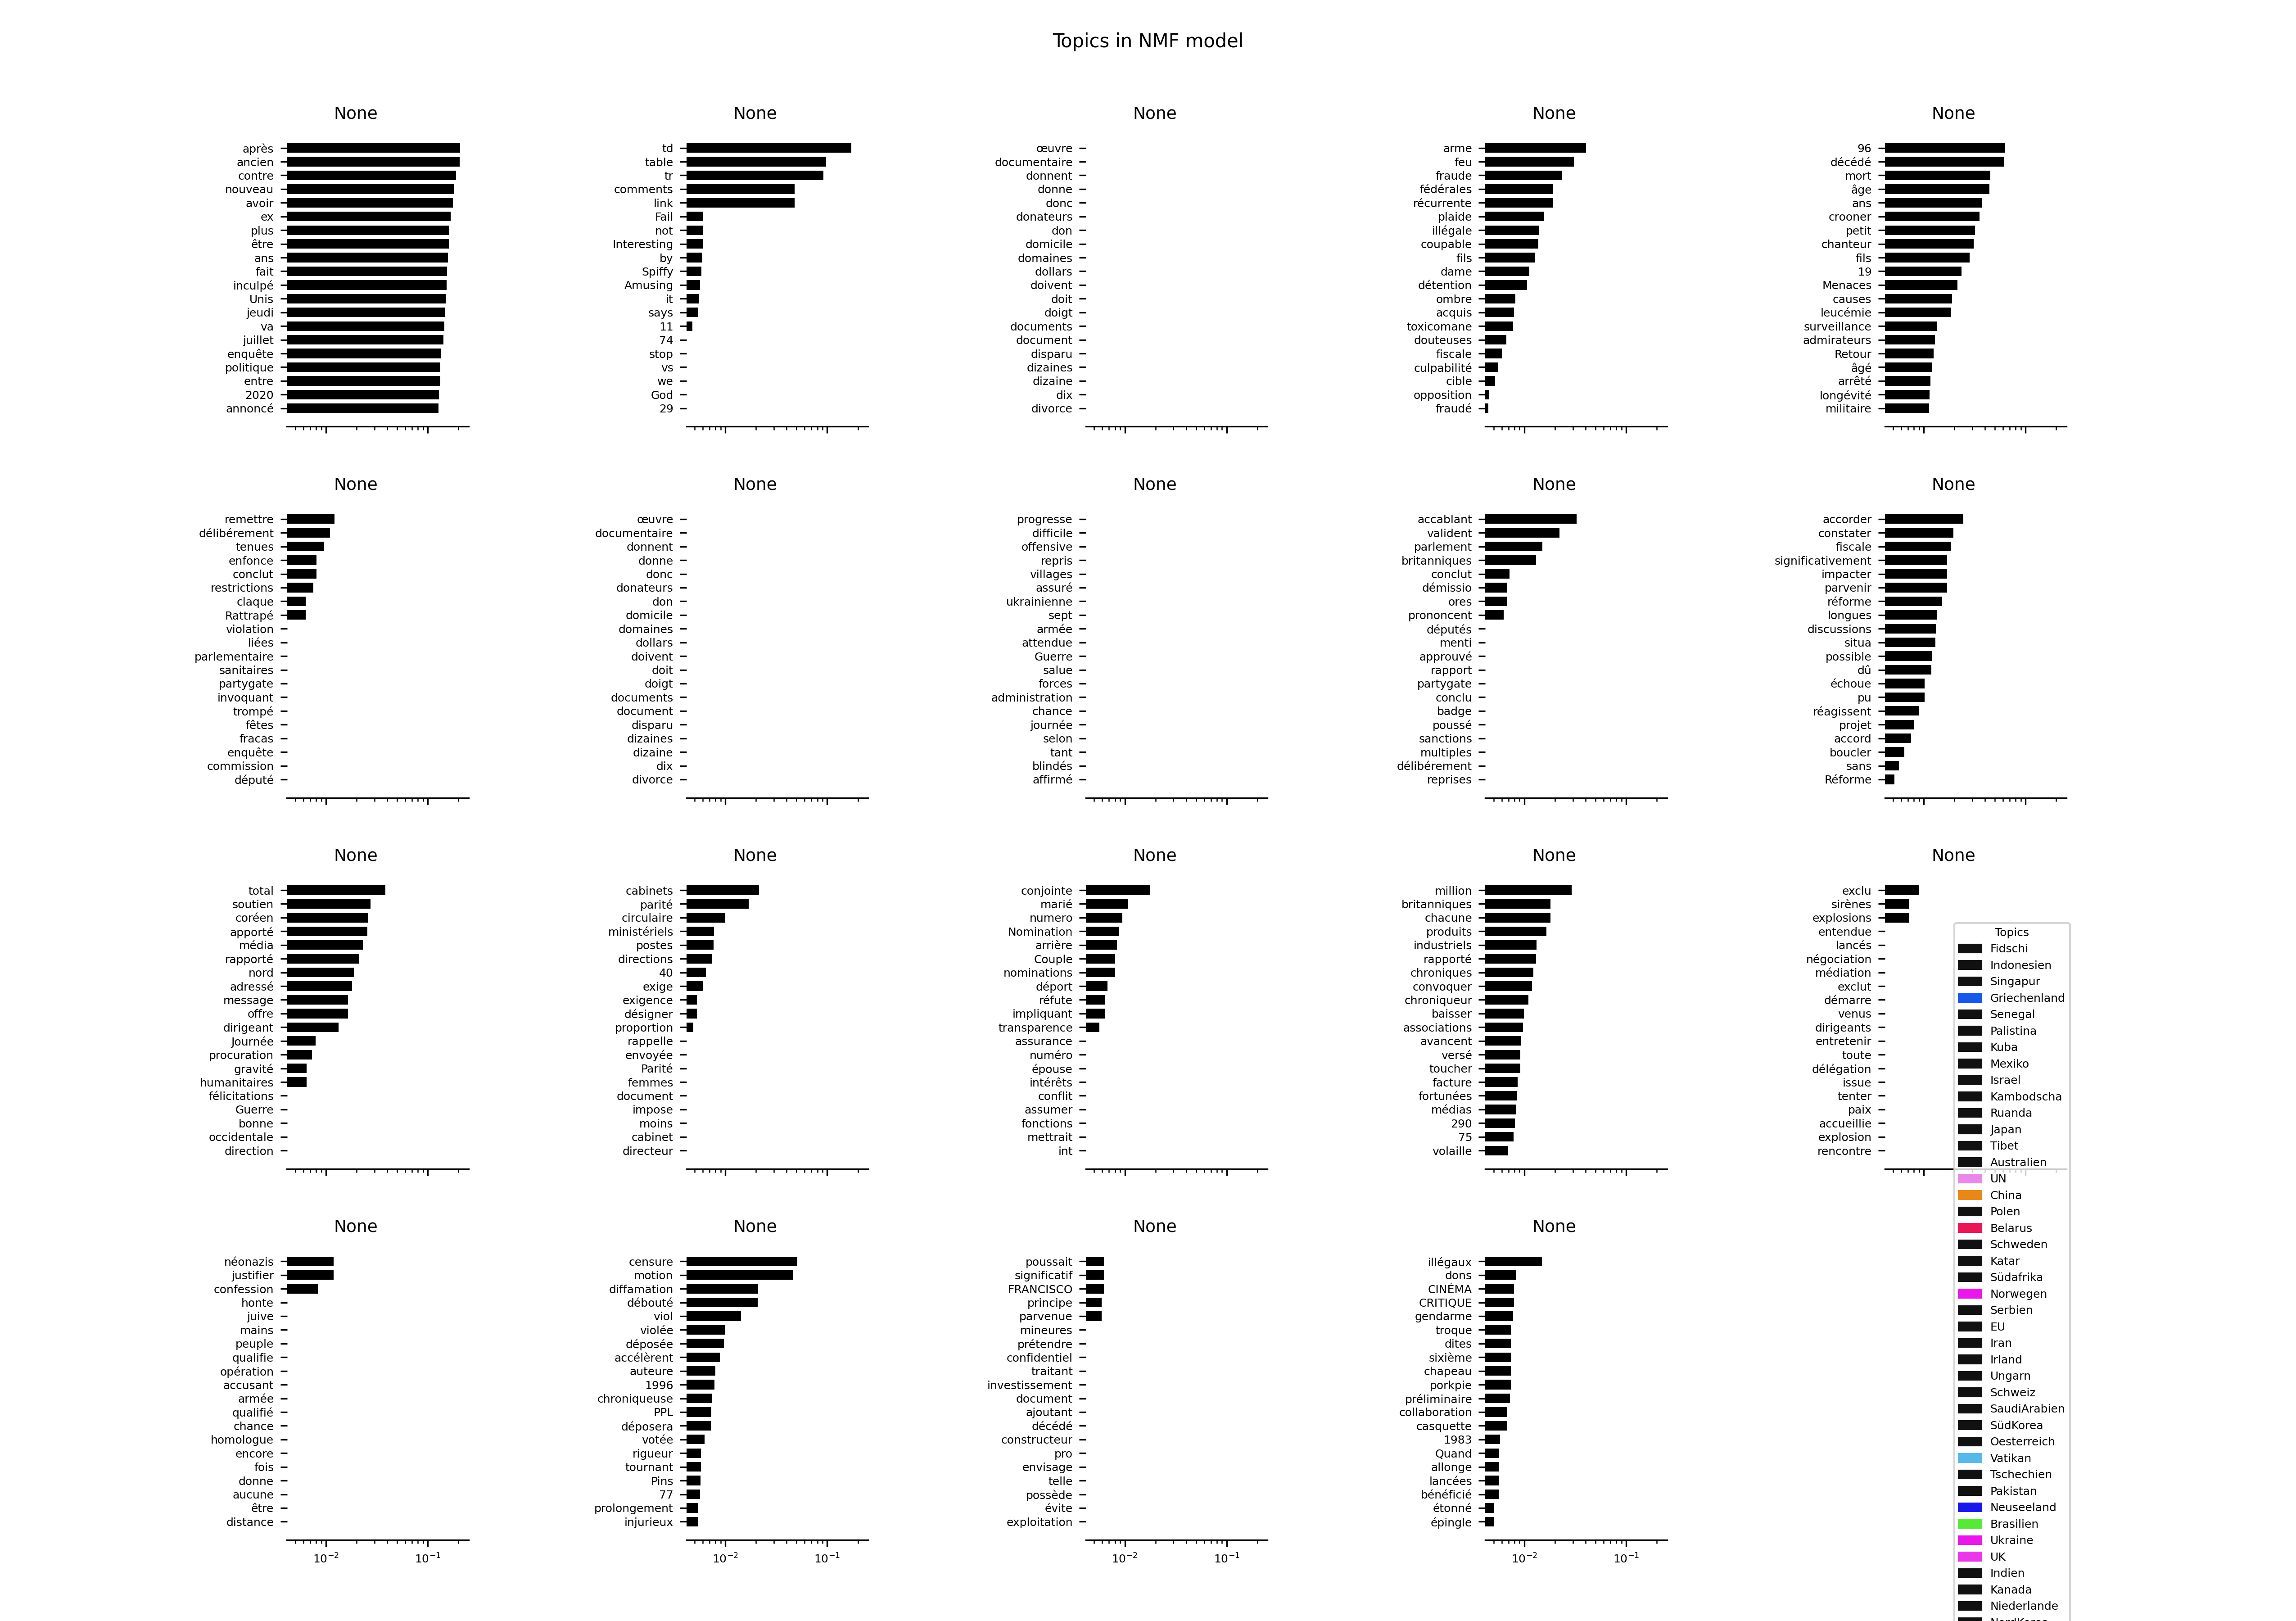 Topics in NMF model
None
après
ancien
contre
nouveau
avoir
ex
plus
être
ans
fait
inculpé
Unis
jeudi
va
juillet
enquête
politique
entre
2020
annoncé
None
td
table
tr
comments
link
Fail
not
Interesting
by
Spiffy
Amusing
it
says
11
74
stop
vs
we
God
29
None
œuvre
documentaire
donnent
donne
donc
donateurs
don
domicile
domaines
dollars
doivent
doit
doigt
documents
document
disparu
dizaines
dizaine
dix
divorce
None
arme
feu
fraude
fédérales
récurrente
plaide
illégale
coupable
fils
dame
détention
ombre
acquis
toxicomane
douteuses
fiscale
culpabilité
cible
opposition
fraudé
None
96
décédé
mort
âge
ans
crooner
petit
chanteur
fils
19
Menaces
causes
leucémie
surveillance
admirateurs
Retour
âgé
arrêté
longévité
militaire
None
remettre
délibérement
tenues
enfonce
conclut
restrictions
claque
Rattrapé
violation
liées
parlementaire
sanitaires
partygate
invoquant
trompé
fêtes
fracas
enquête
commission
député
None
œuvre
documentaire
donnent
donne
donc
donateurs
don
domicile
domaines
dollars
doivent
doit
doigt
documents
document
disparu
dizaines
dizaine
dix
divorce
None
progresse
difficile
offensive
repris
villages
assuré
ukrainienne
sept
armée
attendue
Guerre
salue
forces
administration
chance
journée
selon
tant
blindés
affirmé
None
accablant
valident
parlement
britanniques
conclut
démissio
ores
prononcent
députés
menti
approuvé
rapport
partygate
conclu
badge
poussé
sanctions
multiples
délibérement
reprises
None
accorder
constater
fiscale
significativement
impacter
parvenir
réforme
longues
discussions
situa
possible
dû
échoue
pu
réagissent
projet
accord
boucler
sans
Réforme
None
total
soutien
coréen
apporté
média
rapporté
nord
adressé
message
offre
dirigeant
Journée
procuration
gravité
humanitaires
félicitations
Guerre
bonne
occidentale
direction
None
cabinets
parité
circulaire
ministériels
postes
directions
40
exige
exigence
désigner
proportion
rappelle
envoyée
Parité
femmes
document
impose
moins
cabinet
directeur
None
conjointe
marié
numero
Nomination
arrière
Couple
nominations
déport
réfute
impliquant
transparence
assurance
numéro
épouse
intérêts
conflit
assumer
fonctions
mettrait
int
None
million
britanniques
chacune
produits
industriels
rapporté
chroniques
convoquer
chroniqueur
baisser
associations
avancent
versé
toucher
facture
fortunées
médias
290
75
volaille
None
exclu
sirènes
explosions
entendue
lancés
négociation
médiation
exclut
démarre
venus
dirigeants
entretenir
toute
délégation
issue
tenter
paix
accueillie
explosion
rencontre
None
néonazis
justifier
confession
honte
juive
mains
peuple
qualifie
opération
accusant
armée
qualifié
chance
homologue
encore
fois
donne
aucune
être
distance
10⁻² 10⁻¹
None
censure
motion
diffamation
débouté
viol
violée
déposée
accélèrent
auteure
1996
chroniqueuse
PPL
déposera
votée
rigueur
tournant
Pins
77
prolongement
injurieux
10⁻² 10⁻¹
None
poussait
significatif
FRANCISCO
principe
parvenue
mineures
prétendre
confidentiel
traitant
investissement
document
ajoutant
décédé
constructeur
pro
envisage
telle
possède
évite
exploitation
10⁻² 10⁻¹
None
illégaux
dons
CINÉMA
CRITIQUE
gendarme
troque
dites
sixième
chapeau
porkpie
préliminaire
collaboration
casquette
1983
Quand
allonge
lancées
bénéficié
étonné
épingle
10⁻² 10⁻¹
Topics
Fidschi
Indonesien
Singapur
Griechenland
Senegal
Palistina
Kuba
Mexiko
Israel
Kambodscha
Ruanda
Japan
Tibet
Australien
UN
China
Polen
Belarus
Schweden
Katar
Südafrika
Norwegen
Serbien
EU
Iran
Irland
Ungarn
Schweiz
SaudiArabien
SüdKorea
Oesterreich
Vatikan
Tschechien
Pakistan
Neuseeland
Brasilien
Ukraine
UK
Indien
Kanada
Niederlande